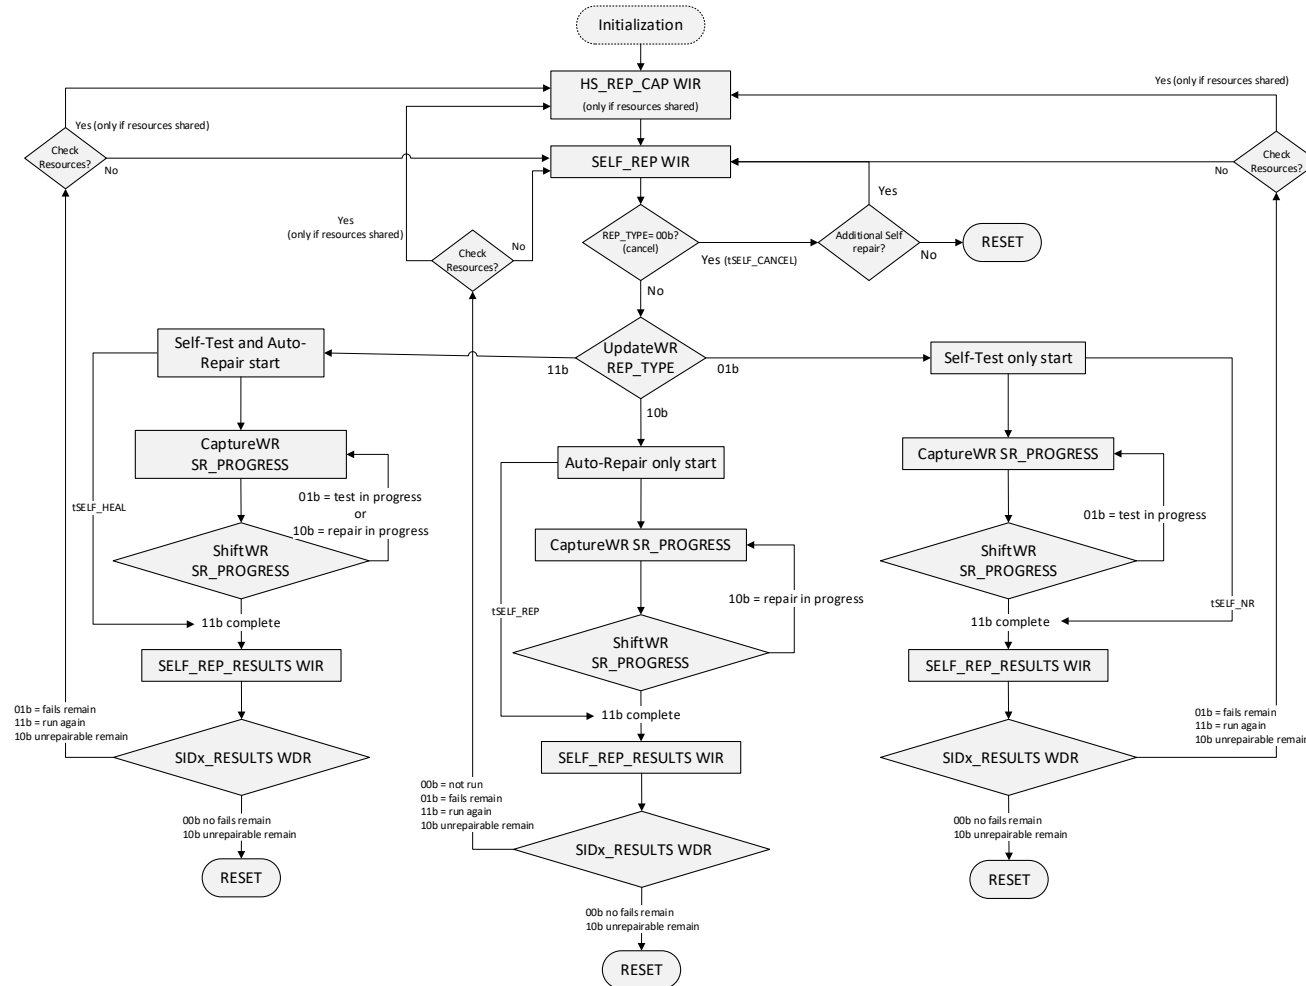 Initialization
HS_REP_CAP WIR
(only if resources shared)
Yes (only if resources shared)
Yes (only if resources shared)
Check
Resources?
No
SELF_REP WIR
Check
Resources?
No
Yes
Yes
(only if resources shared)
Check
Resources?
No
REP_TYPE= 00b?
(cancel)
Yes (tSELF_CANCEL)
Additional Self
repair?
No
RESET
No
Self-Test and Auto-
Repair start
UpdateWR
REP_TYPE
11b
01b
10b
Self-Test only start
CaptureWR
SR_PROGRESS
Auto-Repair only start
CaptureWR SR_PROGRESS
tSELF_HEAL
01b = test in progress
or
10b = repair in progress
CaptureWR SR_PROGRESS
01b = test in progress
ShiftWR
SR_PROGRESS
ShiftWR
SR_PROGRESS
tSELF_REP
10b = repair in progress
tSELF_NR
11b complete
ShiftWR
SR_PROGRESS
11b complete
SELF_REP_RESULTS WIR
SELF_REP_RESULTS WIR
01b = fails remain
11b = run again
10b unrepairable remain
11b complete
01b = fails remain
11b = run again
10b unrepairable remain
SIDx_RESULTS WDR
SELF_REP_RESULTS WIR
SIDx_RESULTS WDR
00b = not run
01b = fails remain
11b = run again
10b unrepairable remain
00b no fails remain
10b unrepairable remain
SIDx_RESULTS WDR
00b no fails remain
10b unrepairable remain
RESET
RESET
00b no fails remain
10b unrepairable remain
RESET